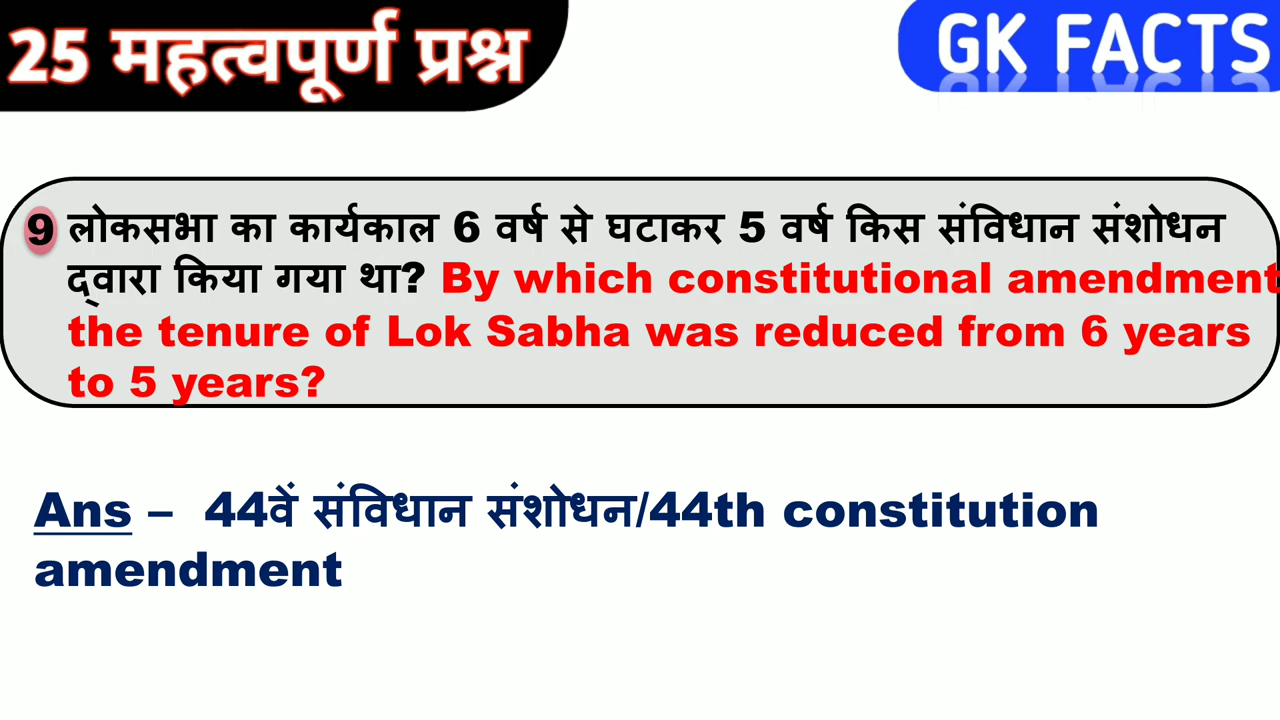 25 महत्वपूर्ण प्रश्न
GK FACTS
9 लोकसभा का कार्यकाल 6 वर्ष से घटाकर 5 वर्ष किस संविधान संशोधन
द्वारा किया गया था? By which constitutional amendment
the tenure of Lok Sabha was reduced from 6 years
to 5 years?
Ans – 44वें संविधान संशोधन/44th constitution
amendment